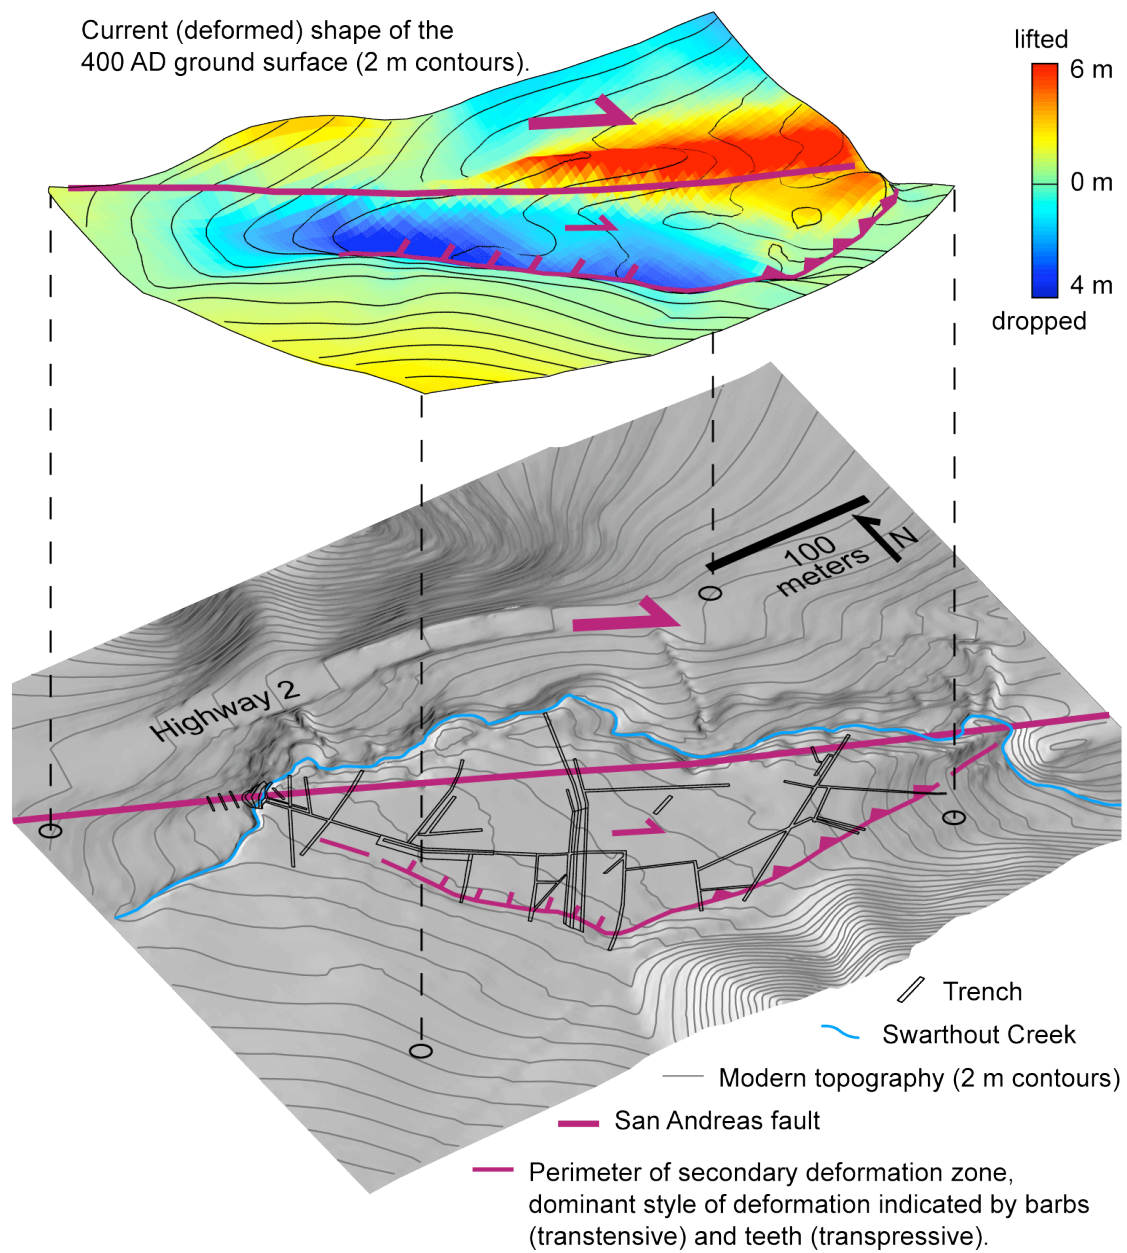 Current (deformed) shape of the
400 AD ground surface (2 m contours).
lifted
6 m
0 m
4 m
dropped
100
meters
N
Highway 2
Trench
Swarthout Creek
Modern topography (2 m contours)
San Andreas fault
Perimeter of secondary deformation zone,
dominant style of deformation indicated by barbs
(transtensive) and teeth (transpressive).